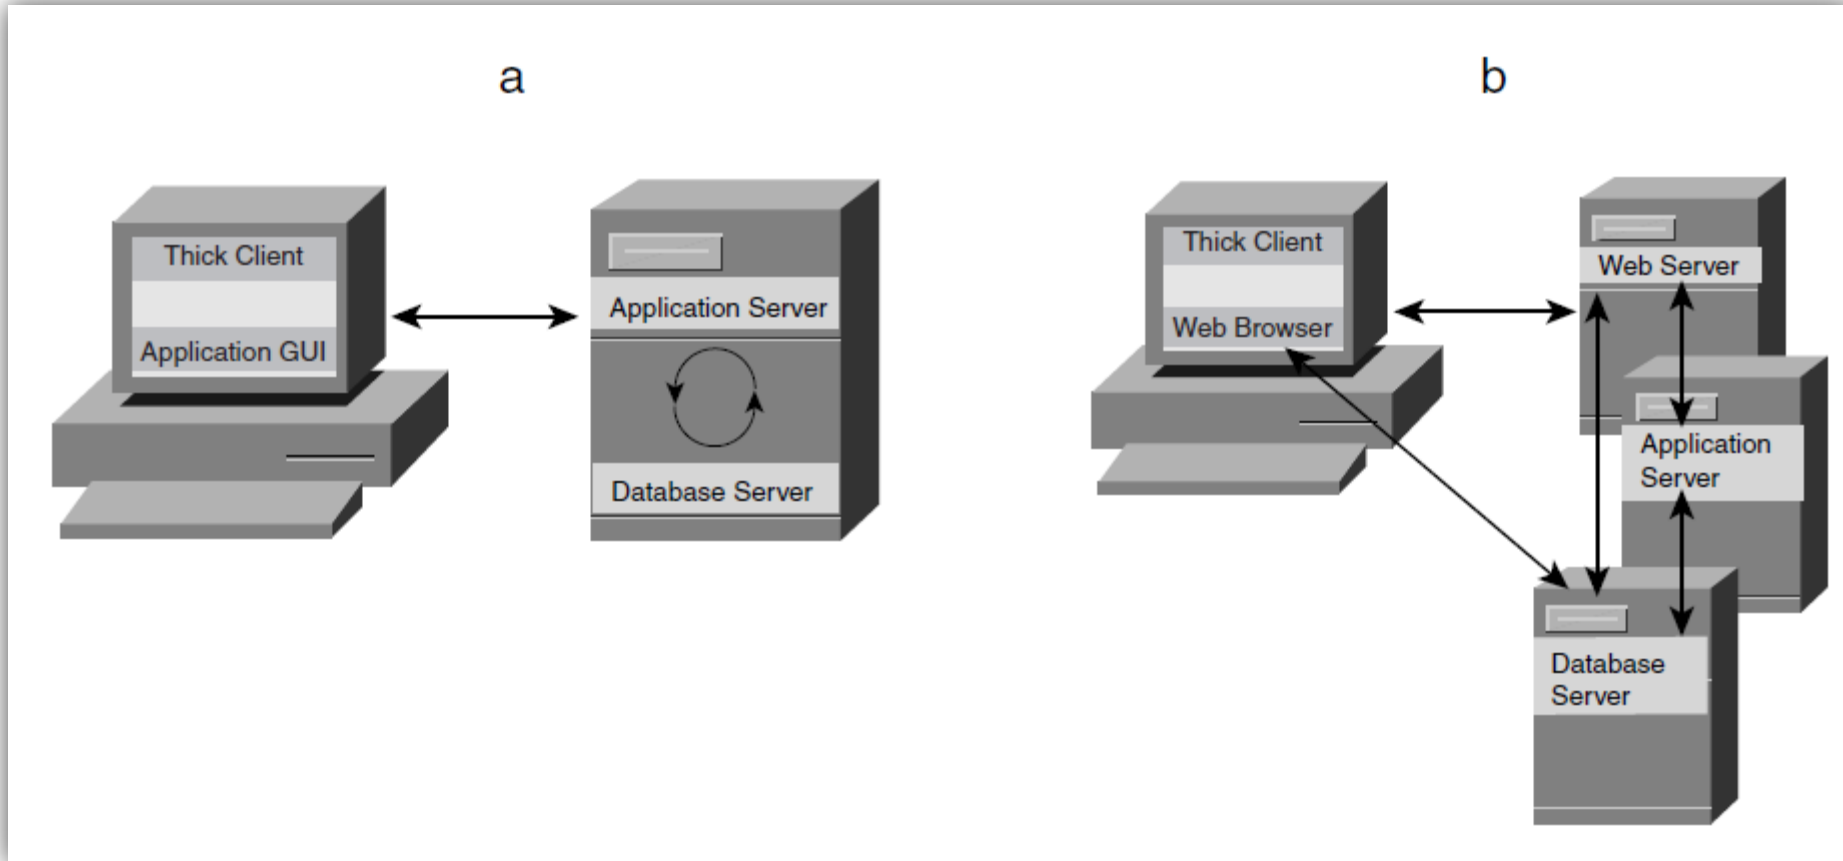 a
Thick Client
Application GUI
Application Server
Database Server
b
Thick Client
Web Browser
Web Server
Application
Server
Database
Server